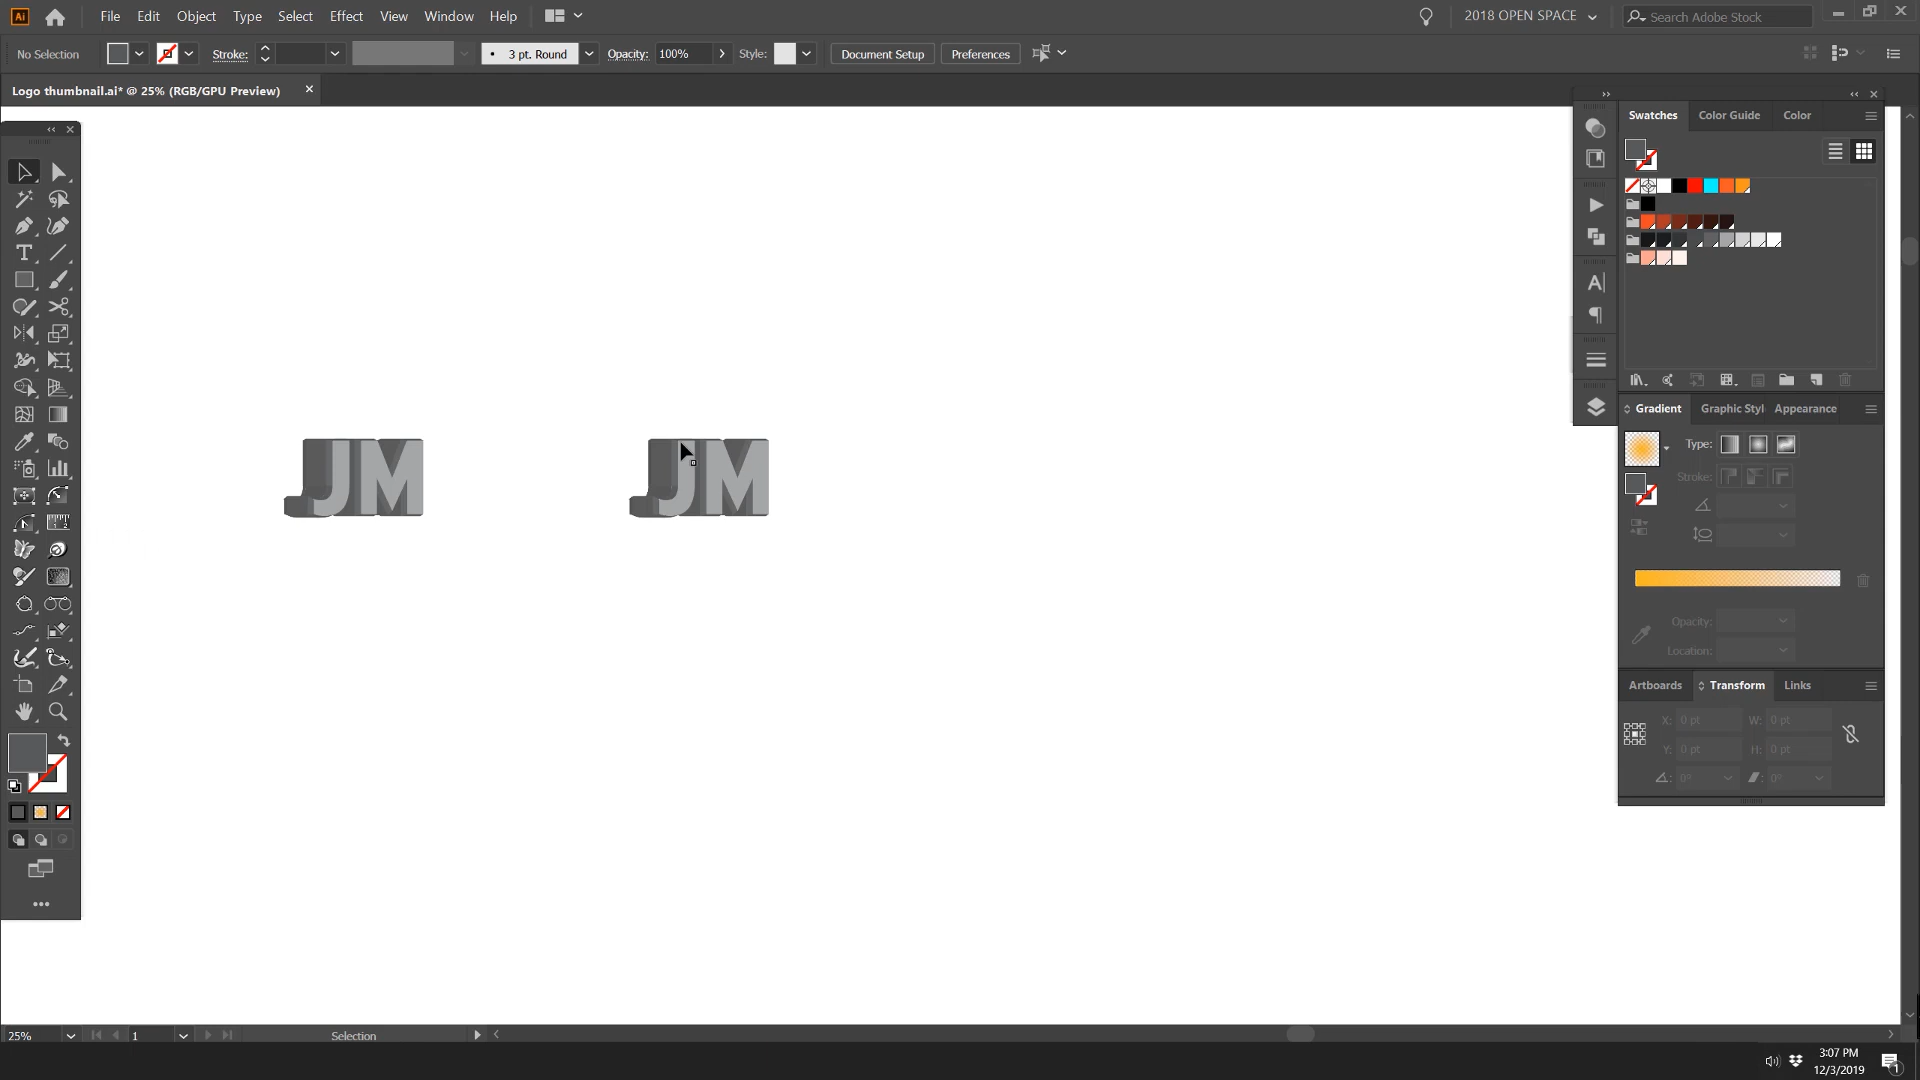 Ai File Edit Object Type Select Effect View Window Help 2018 OPEN SPACE Search Adobe Stock
No Selection Stroke: 3 pt. Round Opacity: 100% Style: Document Setup Preferences
Logo thumbnail.ai* @ 25% (RGB/GPU Preview)
Swatches Color Guide Color
JM JM
Gradient Graphic Styl Appearance
Type:
Stroke:
Opacity:
Location:
Artboards Transform Links
X: 0 pt W: 0 pt
Y: 0 pt H: 0 pt
0° 0°
25% 1 Selection
3:07 PM
12/3/2019
1